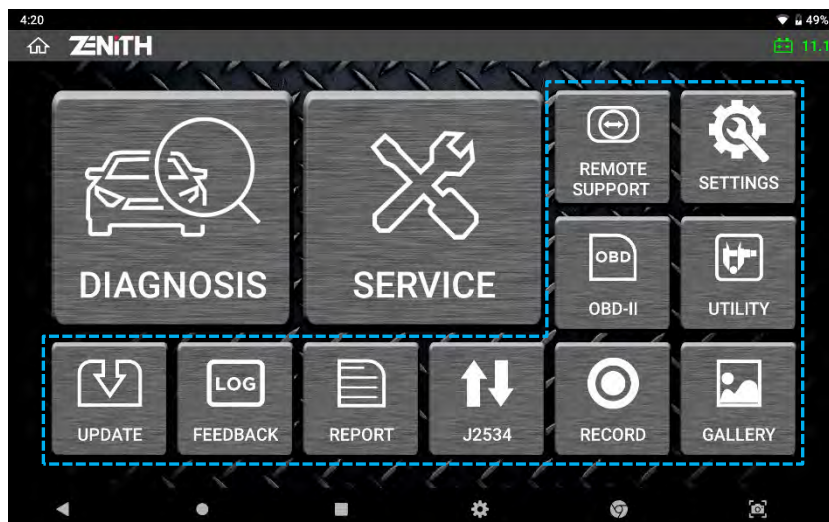 4:20
49%
ZENITH
11.1
DIAGNOSIS
SERVICE
REMOTE
SUPPORT
SETTINGS
OBD
OBD-II
UTILITY
UPDATE
LOG
FEEDBACK
REPORT
J2534
RECORD
GALLERY